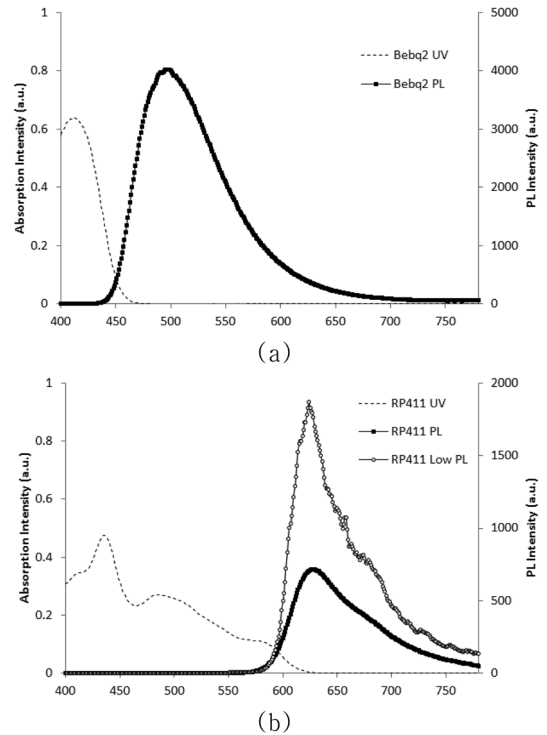 1
0.8
0.6
0.4
0.2
0
Absorption Intensity (a.u.)
5000
4000
3000
2000
1000
0
PL Intensity (a.u.)
Bebq2 UV
Bebq2 PL
400 450 500 550 600 650 700 750
(a)
1
0.8
0.6
0.4
0.2
0
Absorption Intensity (a.u.)
2000
1500
1000
500
0
PL Intensity (a.u.)
RP411 UV
RP411 PL
RP411 Low PL
400 450 500 550 600 650 700 750
(b)